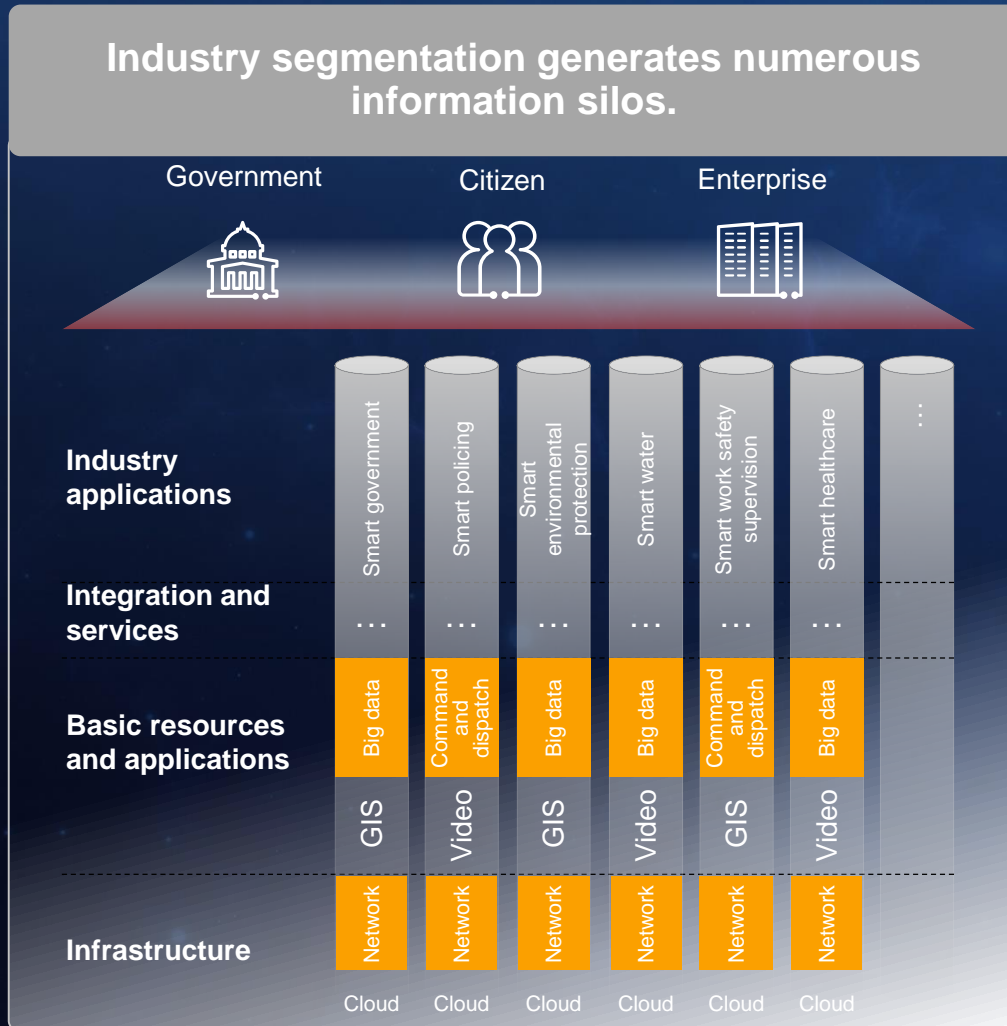 Industry segmentation generates numerous
information silos.
Government
Citizen
Enterprise
Industry
applications
Smart government
Smart policing
Smart
environmental
protection
Smart water
Smart work safety
supervision
Smart healthcare
...
Integration and
services
...
...
...
...
...
...
Basic resources
and applications
Big data
Command
and
dispatch
Big data
Big data
Command
and
dispatch
Big data
GIS
Video
GIS
Video
GIS
Video
Infrastructure
Network
Network
Network
Network
Network
Network
Cloud
Cloud
Cloud
Cloud
Cloud
Cloud